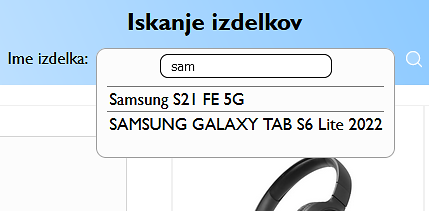 Iskanje izdelkov
Ime izdelka:
sam
Samsung S21 FE 5G
SAMSUNG GALAXY TAB S6 Lite 2022